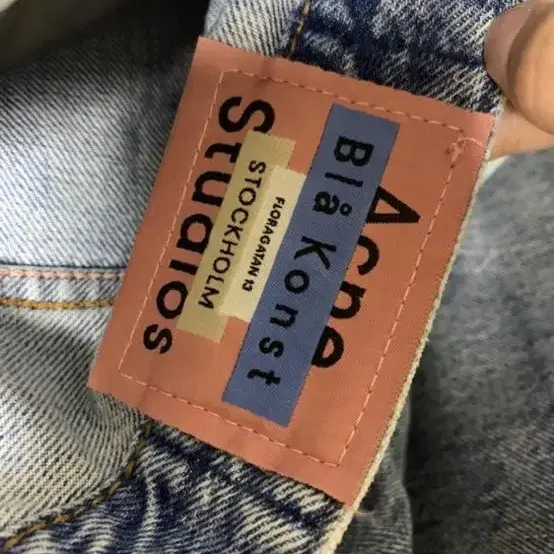 Acne
Blå Konst
FLORAGATAN 13
STOCKHOLM
Studios